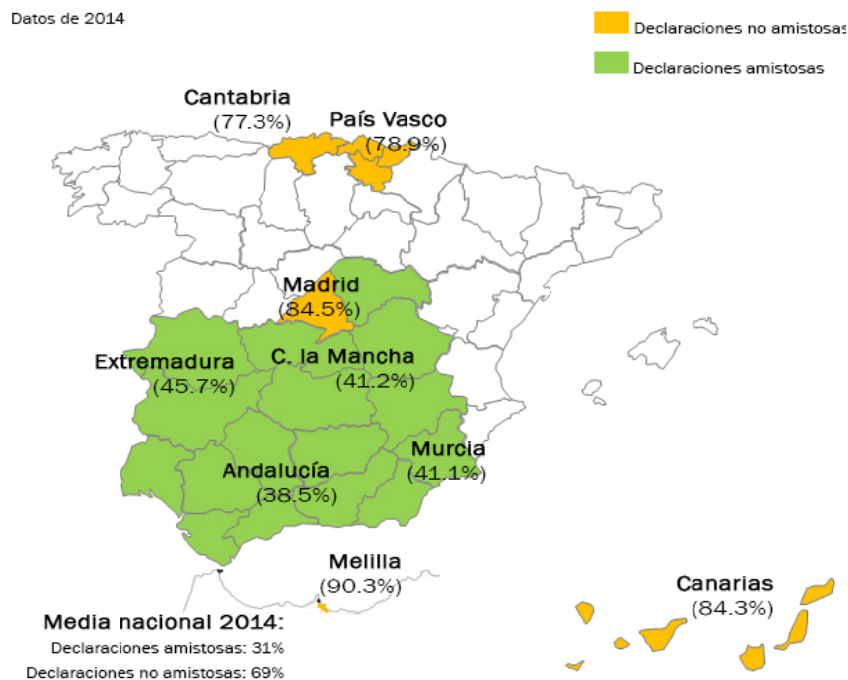 Datos de 2014
Declaraciones no amistosas
Declaraciones amistosas
Cantabria
(77.3%)
País Vasco
(78.9%)
Madrid
(84.5%)
Extremadura
(45.7%)
C. la Mancha
(41.2%)
Murcia
(41.1%)
Andalucía
(38.5%)
Melilla
(90.3%)
Canarias
(84.3%)
Media nacional 2014:
Declaraciones amistosas: 31%
Declaraciones no amistosas: 69%